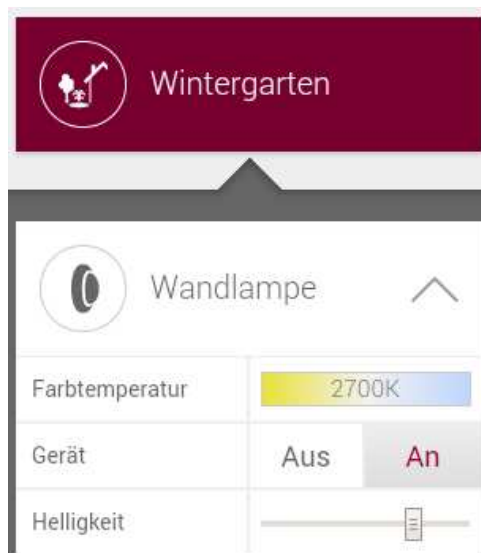 Wintergarten
Wandlampe
Farbtemperatur 2700K
Gerät Aus An
Helligkeit